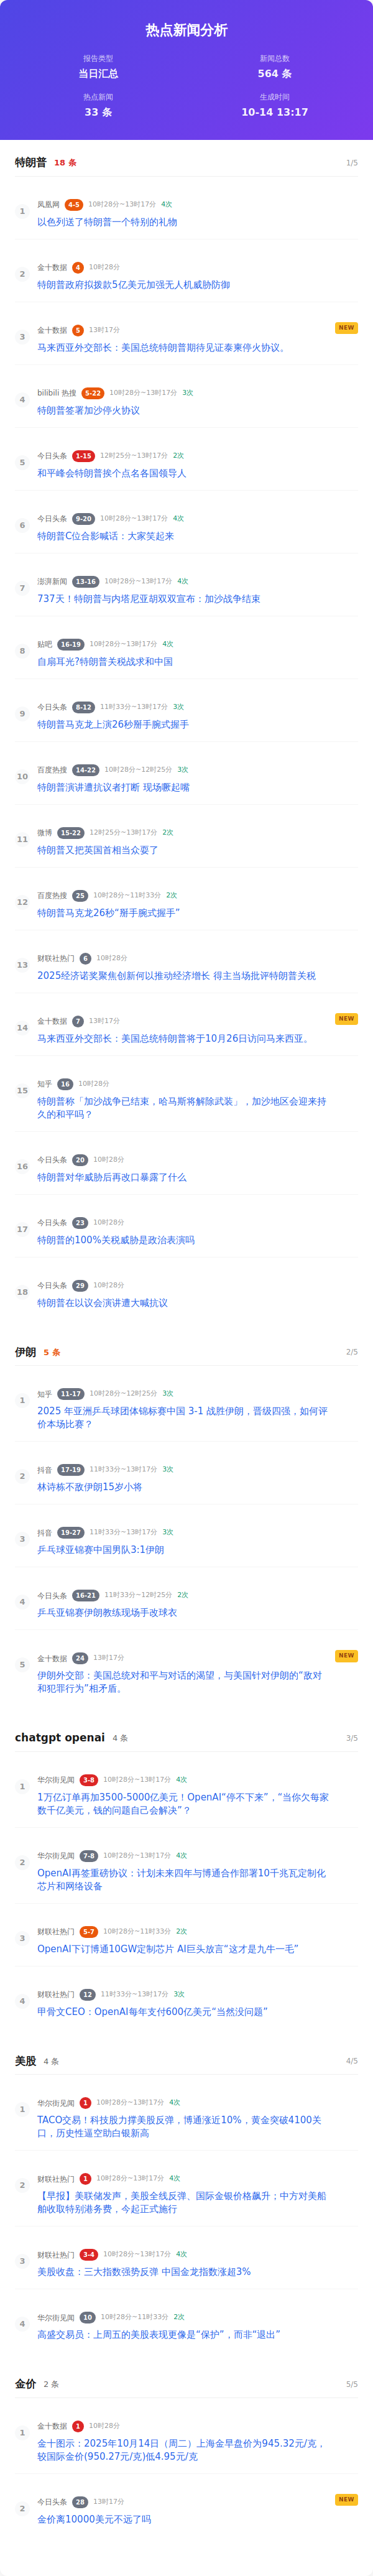 热点新闻分析
报告类型
新闻总数
当日汇总
564 条
热点新闻
生成时间
33 条
10-14 13:17
特朗普 18 条 1/5
1 凤凰网 4-5 10时28分~13时17分 4次
以色列送了特朗普一个特别的礼物
2 金十数据 4 10时28分
特朗普政府拟拨款5亿美元加强无人机威胁防御
3 金十数据 5 13时17分 NEW
马来西亚外交部长：美国总统特朗普期待见证泰柬停火协议。
4 bilibili 热搜 5-22 10时28分~13时17分 3次
特朗普签署加沙停火协议
5 今日头条 1-15 12时25分~13时17分 2次
和平峰会特朗普挨个点名各国领导人
6 今日头条 9-20 10时28分~13时17分 4次
特朗普C位合影喊话：大家笑起来
7 澎湃新闻 13-16 10时28分~13时17分 4次
737天！特朗普与内塔尼亚胡双双宣布：加沙战争结束
8 贴吧 16-19 10时28分~13时17分 4次
自扇耳光?特朗普关税战求和中国
9 今日头条 8-12 11时33分~13时17分 3次
特朗普马克龙上演26秒掰手腕式握手
10 百度热搜 14-22 10时28分~12时25分 3次
特朗普演讲遭抗议者打断 现场噘起嘴
11 微博 15-22 12时25分~13时17分 2次
特朗普又把英国首相当众耍了
12 百度热搜 25 10时28分~11时33分 2次
特朗普马克龙26秒“掰手腕式握手”
13 财联社热门 6 10时28分
2025经济诺奖聚焦创新何以推动经济增长 得主当场批评特朗普关税
14 金十数据 7 13时17分 NEW
马来西亚外交部长：美国总统特朗普将于10月26日访问马来西亚。
15 知乎 16 10时28分
特朗普称「加沙战争已结束，哈马斯将解除武装」，加沙地区会迎来持
久的和平吗？
16 今日头条 20 10时28分
特朗普对华威胁后再改口暴露了什么
17 今日头条 23 10时28分
特朗普的100%关税威胁是政治表演吗
18 今日头条 29 10时28分
特朗普在以议会演讲遭大喊抗议
伊朗 5 条 2/5
1 知乎 11-17 10时28分~12时25分 3次
2025 年亚洲乒乓球团体锦标赛中国 3-1 战胜伊朗，晋级四强，如何评
价本场比赛？
2 抖音 17-19 11时33分~13时17分 3次
林诗栋不敌伊朗15岁小将
3 抖音 19-27 11时33分~13时17分 3次
乒乓球亚锦赛中国男队3:1伊朗
4 今日头条 16-21 11时33分~12时25分 2次
乒乓亚锦赛伊朗教练现场手改球衣
5 金十数据 24 13时17分 NEW
伊朗外交部：美国总统对和平与对话的渴望，与美国针对伊朗的“敌对
和犯罪行为”相矛盾。
chatgpt openai 4 条 3/5
1 华尔街见闻 3-8 10时28分~13时17分 4次
1万亿订单再加3500-5000亿美元！OpenAI“停不下来”，“当你欠每家
数千亿美元，钱的问题自己会解决”？
2 华尔街见闻 7-8 10时28分~13时17分 4次
OpenAI再签重磅协议：计划未来四年与博通合作部署10千兆瓦定制化
芯片和网络设备
3 财联社热门 5-7 10时28分~11时33分 2次
OpenAI下订博通10GW定制芯片 AI巨头放言“这才是九牛一毛”
4 财联社热门 12 11时33分~13时17分 3次
甲骨文CEO：OpenAI每年支付600亿美元“当然没问题”
美股 4 条 4/5
1 华尔街见闻 1 10时28分~13时17分 4次
TACO交易！科技股力撑美股反弹，博通涨近10%，黄金突破4100关
口，历史性逼空助白银新高
2 财联社热门 1 10时28分~13时17分 4次
【早报】美联储发声，美股全线反弹、国际金银价格飙升；中方对美船
舶收取特别港务费，今起正式施行
3 财联社热门 3-4 10时28分~13时17分 4次
美股收盘：三大指数强势反弹 中国金龙指数涨超3%
4 华尔街见闻 10 10时28分~11时33分 2次
高盛交易员：上周五的美股表现更像是“保护”，而非“退出”
金价 2 条 5/5
1 金十数据 1 10时28分
金十图示：2025年10月14日（周二）上海金早盘价为945.32元/克，
较国际金价(950.27元/克)低4.95元/克
2 今日头条 28 13时17分 NEW
金价离10000美元不远了吗